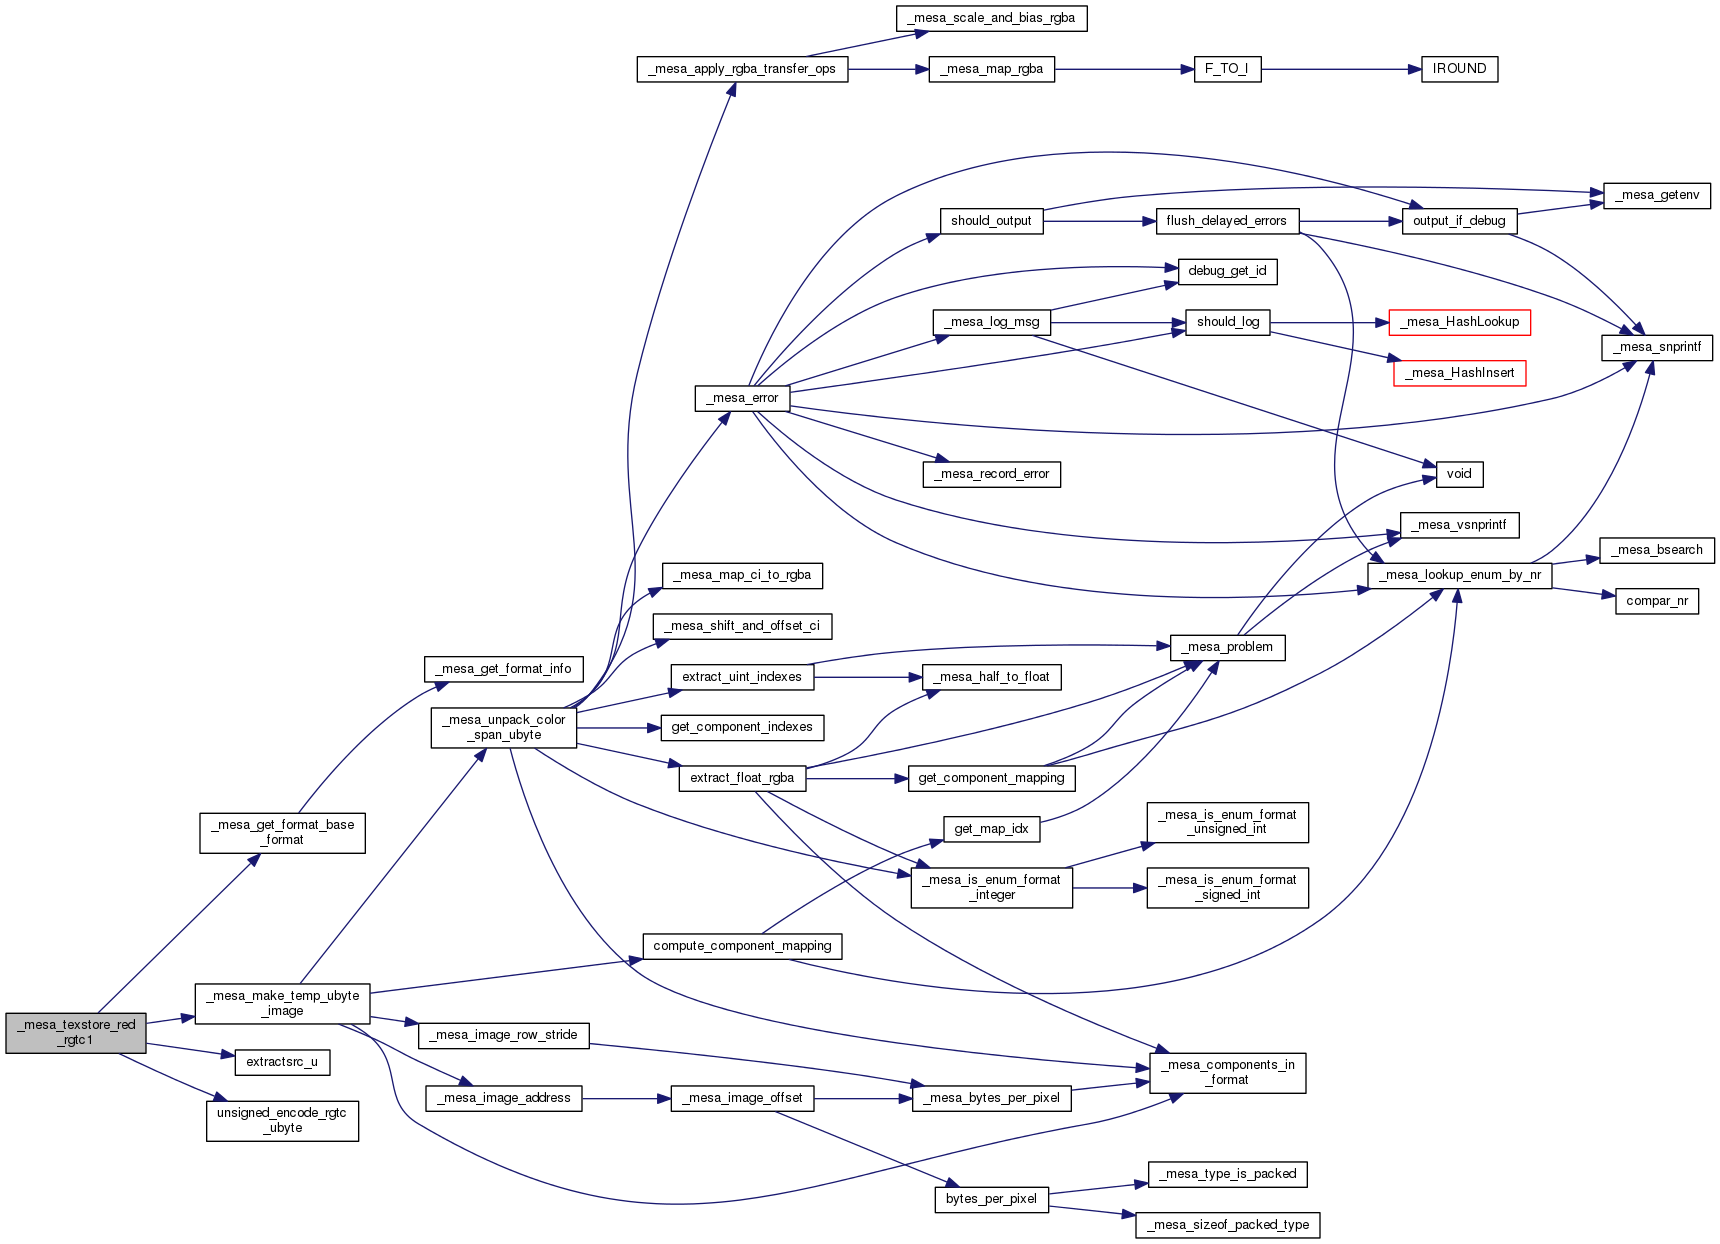 _mesa_scale_and_bias_rgba
_mesa_apply_rgba_transfer_ops
_mesa_map_rgba
F_TO_I
IROUND
_mesa_getenv
should_output
flush_delayed_errors
output_if_debug
debug_get_id
_mesa_log_msg
should_log
_mesa_HashLookup
_mesa_snprintf
_mesa_HashInsert
_mesa_error
_mesa_record_error
void
_mesa_vsnprintf
_mesa_bsearch
_mesa_map_ci_to_rgba
_mesa_lookup_enum_by_nr
compar_nr
_mesa_shift_and_offset_ci
_mesa_problem
_mesa_get_format_info
extract_uint_indexes
_mesa_half_to_float
_mesa_unpack_color
_span_ubyte
get_component_indexes
extract_float_rgba
get_component_mapping
_mesa_get_format_base
_format
get_map_idx
_mesa_is_enum_format
_unsigned_int
_mesa_is_enum_format
_integer
_mesa_is_enum_format
_signed_int
compute_component_mapping
_mesa_make_temp_ubyte
_image
_mesa_texstore_red
_rgtc1
_mesa_image_row_stride
extractsrc_u
_mesa_components_in
_format
_mesa_image_address
_mesa_image_offset
_mesa_bytes_per_pixel
unsigned_encode_rgtc
_ubyte
_mesa_type_is_packed
bytes_per_pixel
_mesa_sizeof_packed_type